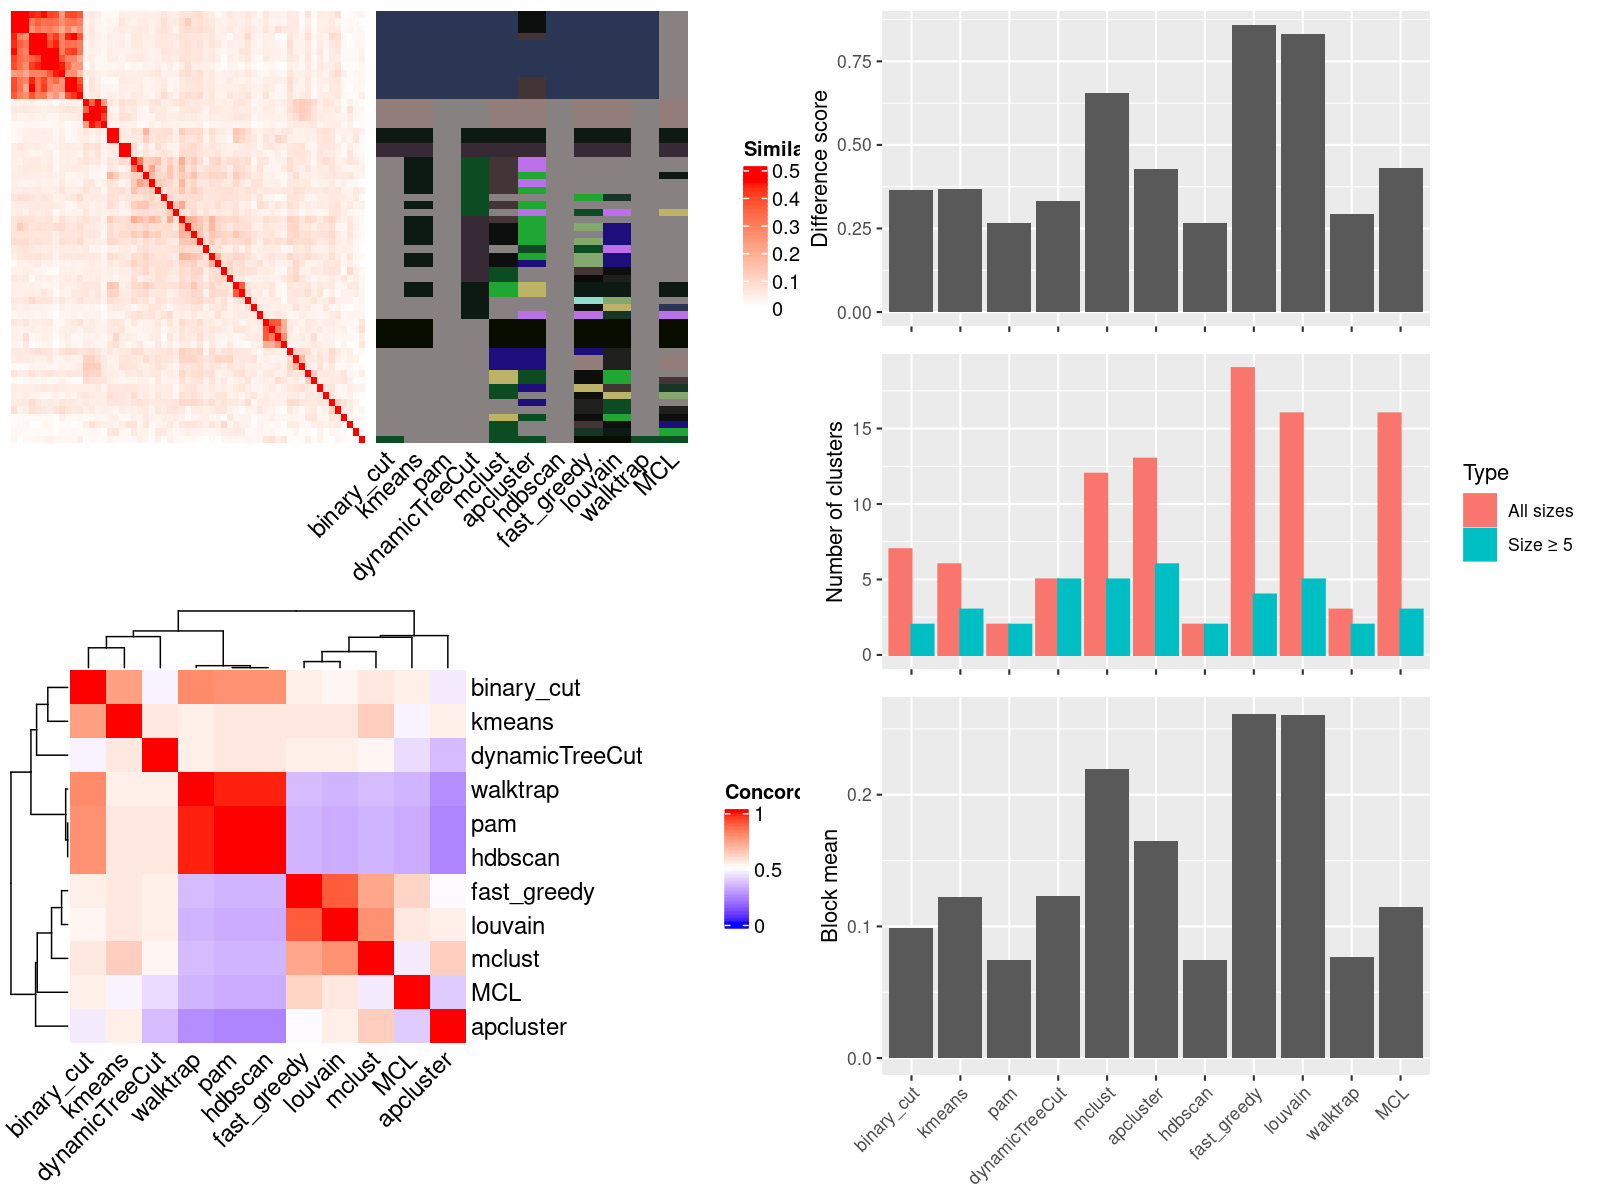 Simila
0.5
0.4
0.3
0.2
0.1
0
binary_cut
kmeans
pam
dynamicTreeCut
mclust
apcluster
hdbscan
fast_greedy
louvain
walktrap
MCL
binary_cut
kmeans
dynamicTreeCut
walktrap
pam
hdbscan
fast_greedy
louvain
mclust
MCL
apcluster
Concord
1
0.5
0
binary_cut
kmeans
dynamicTreeCut
walktrap
pam
hdbscan
fast_greedy
louvain
mclust
MCL
apcluster
Difference score
0.75
0.50
0.25
0.00
Number of clusters
15
10
5
0
Type
All sizes
Size ≥ 5
Block mean
0.2
0.1
0.0
binary_cut
kmeans
pam
dynamicTreeCut
mclust
apcluster
hdbscan
fast_greedy
louvain
walktrap
MCL